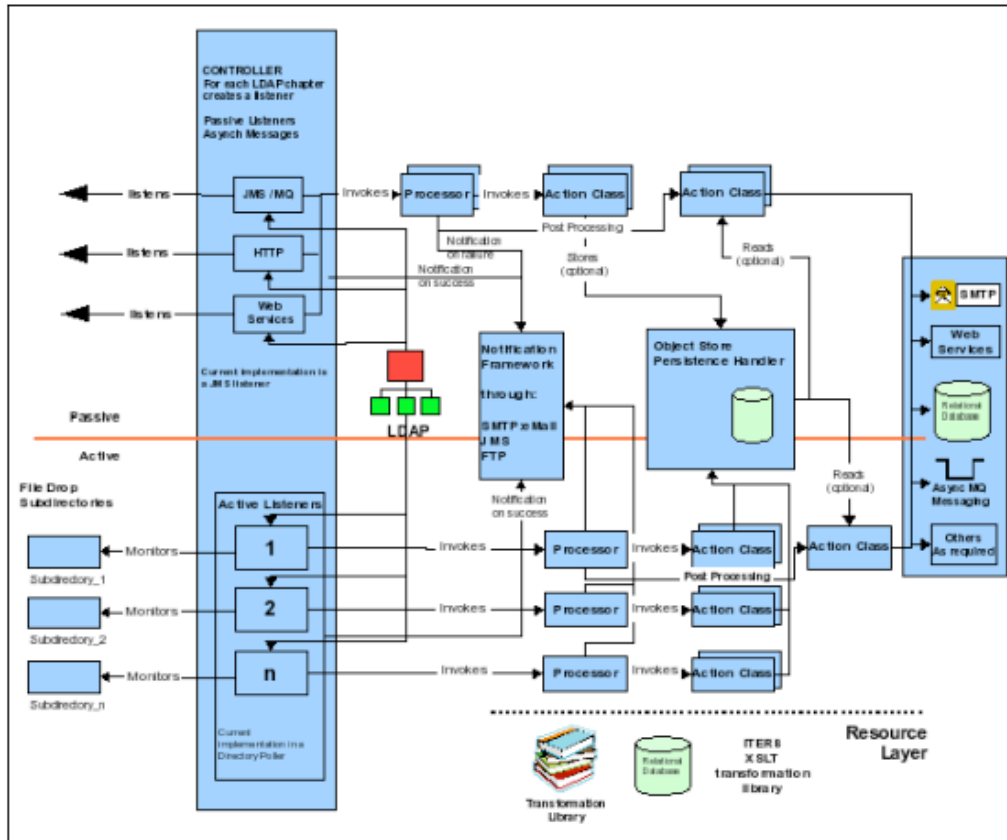 CONTROLLER
For each LDAP chapter
creates a listener
Passive Listeners
Asynch Messages
listens
JMS /MQ
Invokes
Processor
Invokes
Action Class
Action Class
Post Processing
Notification
on failure
Stores
(optional)
Reads
(optional)
listens
HTTP
Notification
on success
listens
Web
Services
SMTP
Web
Services
Notification
Framework
through:
SMTP eMail
JMS
FTP
Object Store
Persistence Handler
Current implementation is
a JMS listener
Relational
Database
LDAP
Passive
Active
Reads
(optional)
Async MQ
Messaging
File Drop
Subdirectories
Active Listeners
Notification
on success
Others
As required
Monitors
1
Invokes
Processor
Invokes
Action Class
Action Class
Subdirectory_1
Post Processing
Monitors
2
Invokes
Processor
Invokes
Action Class
Subdirectory_2
Monitors
n
Invokes
Processor
Invokes
Action Class
Subdirectory_n
Current
implementation in a
Directory Poller
Resource
Layer
Relational
Database
ITER8
XSLT
transformation
library
Transformation
Library